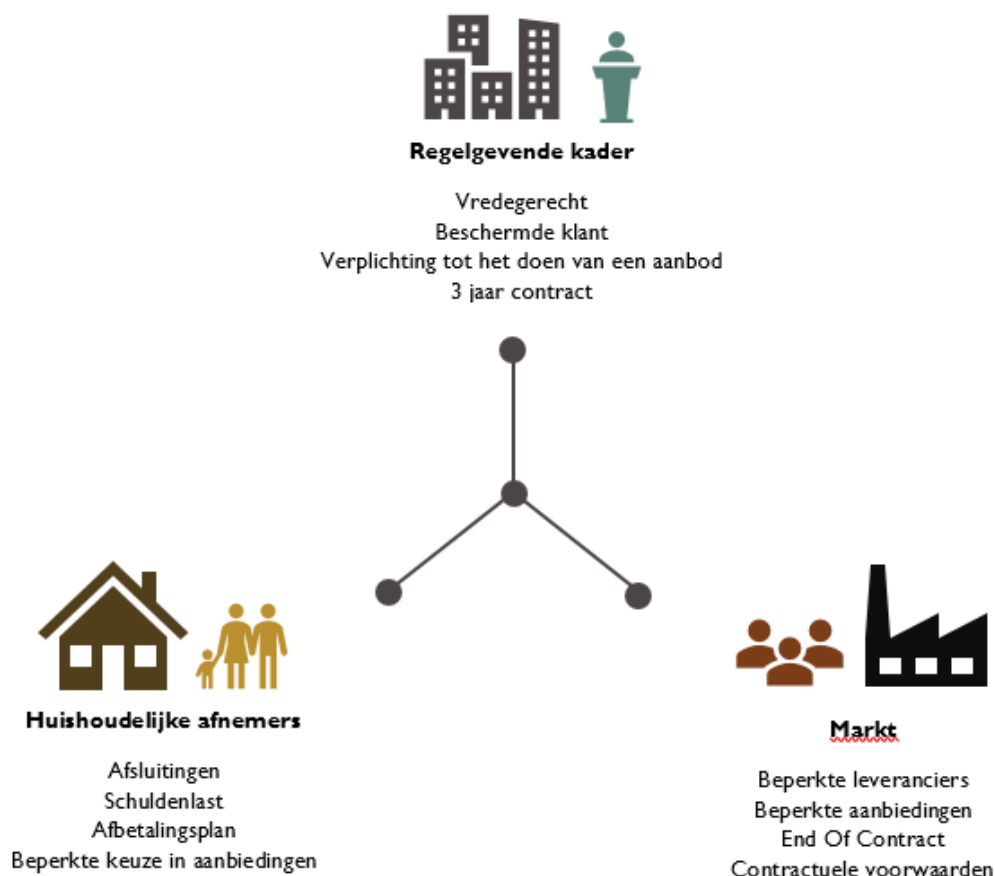 Regelgevende kader
Vredegerecht
Beschermde klant
Verplichting tot het doen van een aanbod
3 jaar contract
Huishoudelijke afnemers
Afsluitingen
Schuldenlast
Afbetalingsplan
Beperkte keuze in aanbiedingen
Markt
Beperkte leveranciers
Beperkte aanbiedingen
End Of Contract
Contractuele voorwaarden